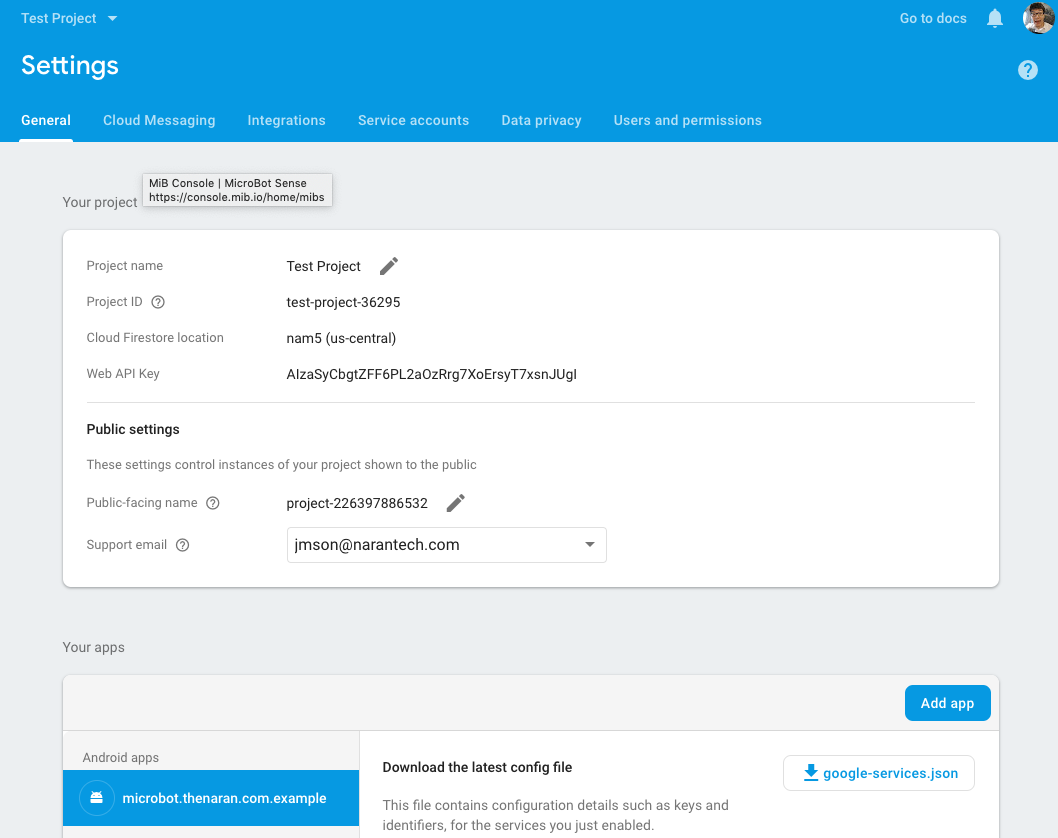 Test Project
Go to docs
Settings
General Cloud Messaging Integrations Service accounts Data privacy Users and permissions
MiB Console | MicroBot Sense
https://console.mib.io/home/mibs
Your project
Project name Test Project
Project ID test-project-36295
Cloud Firestore location nam5 (us-central)
Web API Key AIzaSyCbgtZFF6PL2aOzRrg7XoErsyT7xsnJUgI
Public settings
These settings control instances of your project shown to the public
Public-facing name project-226397886532
Support email jmson@narantech.com
Your apps
Add app
Android apps
microbot.thenaran.com.example
Download the latest config file
google-services.json
This file contains configuration details such as keys and
identifiers, for the services you just enabled.